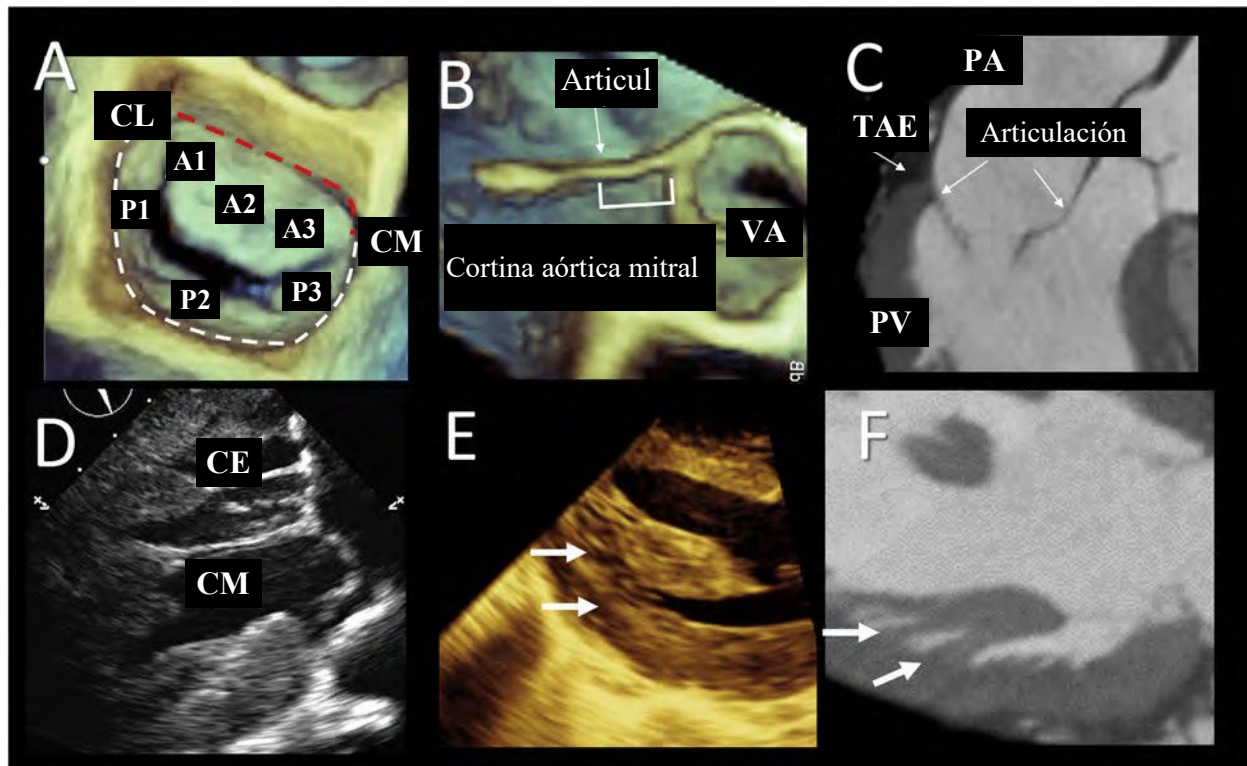 A
CL
A1
A2
A3
P1
P2
P3
CM
B
Articul
VA
Cortina aórtica mitral
C
PA
TAE
Articulación
PV
D
CE
CM
E
F